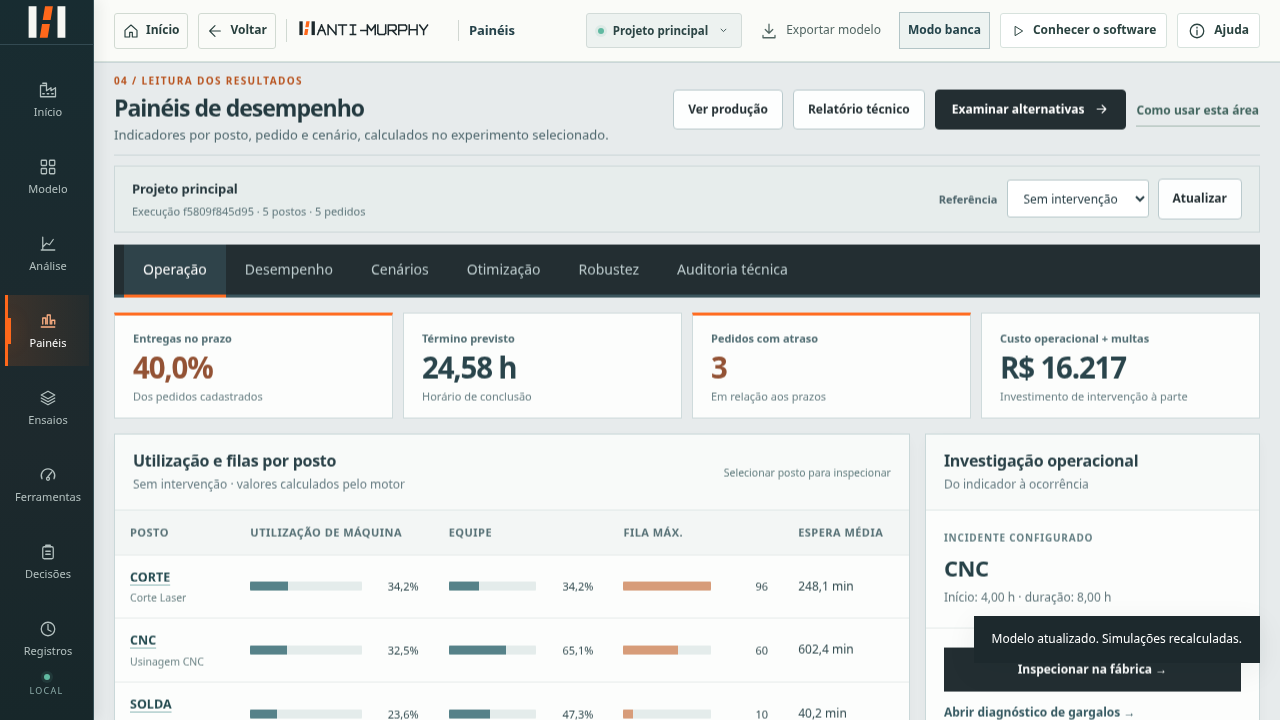 Início
Voltar
ANTI-MURPHY
Painéis
Projeto principal
Exportar modelo
Modo banca
Conhecer o software
Ajuda
Início
Modelo
Análise
Painéis
Ensaios
Ferramentas
Decisões
Registros
LOCAL
04 / LEITURA DOS RESULTADOS
Painéis de desempenho
Indicadores por posto, pedido e cenário, calculados no experimento selecionado.
Ver produção
Relatório técnico
Examinar alternativas →
Como usar esta área
Projeto principal
Execução f5809f845d95 · 5 postos · 5 pedidos
Referência
Sem intervenção
Atualizar
Operação
Desempenho
Cenários
Otimização
Robustez
Auditoria técnica
Entregas no prazo
40,0%
Dos pedidos cadastrados
Término previsto
24,58 h
Horário de conclusão
Pedidos com atraso
3
Em relação aos prazos
Custo operacional + multas
R$ 16.217
Investimento de intervenção à parte
Utilização e filas por posto
Sem intervenção · valores calculados pelo motor
Selecionar posto para inspecionar
POSTO UTILIZAÇÃO DE MÁQUINA EQUIPE FILA MÁX. ESPERA MÉDIA
CORTE
Corte Laser
34,2% 34,2% 96 248,1 min
CNC
Usinagem CNC
32,5% 65,1% 60 602,4 min
SOLDA
23,6% 47,3% 10 40,2 min
Investigação operacional
Do indicador à ocorrência
INCIDENTE CONFIGURADO
CNC
Início: 4,00 h · duração: 8,00 h
Modelo atualizado. Simulações recalculadas.
Inspecionar na fábrica →
Abrir diagnóstico de gargalos →